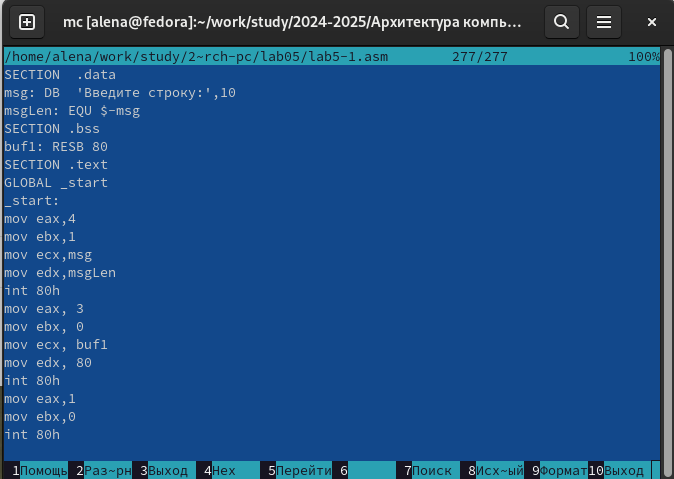 mc [alena@fedora]:~/work/study/2024-2025/Архитектура компь…
/home/alena/work/study/2~rch-pc/lab05/lab5-1.asm 277/277 100%
SECTION .data
msg: DB 'Введите строку:',10
msgLen: EQU $-msg
SECTION .bss
buf1: RESB 80
SECTION .text
GLOBAL _start
_start:
mov eax,4
mov ebx,1
mov ecx,msg
mov edx,msgLen
int 80h
mov eax, 3
mov ebx, 0
mov ecx, buf1
mov edx, 80
int 80h
mov eax,1
mov ebx,0
int 80h
1Помощь 2Раз~рн 3Выход 4Hex 5Перейти 6 7Поиск 8Исх~ый 9Формат 10Выход